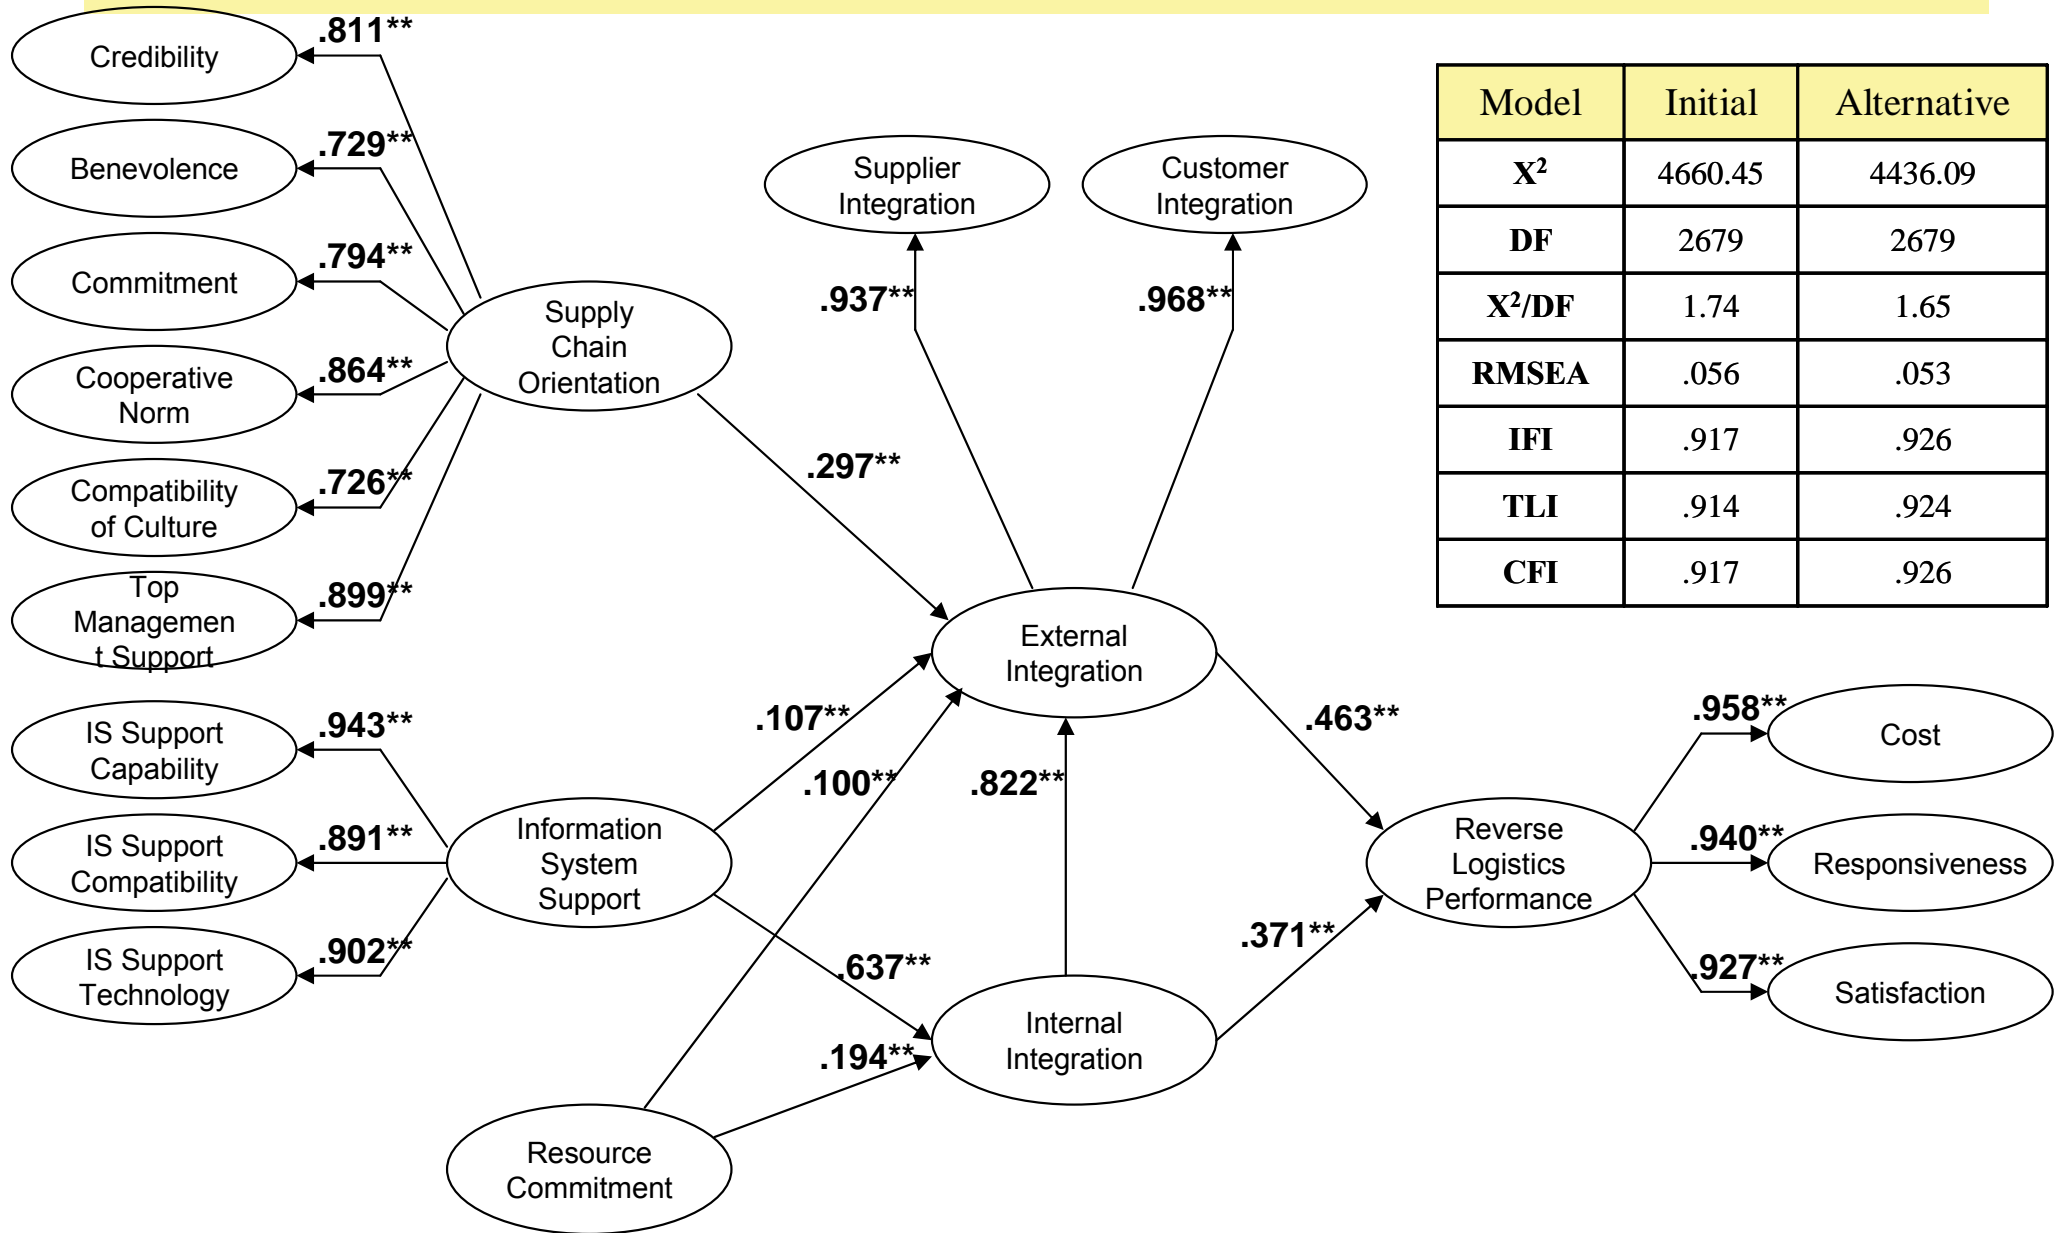 .811**
Credibility
.729**
Benevolence
.794**
Commitment
.864**
Cooperative
Norm
.726**
Compatibility
of Culture
.899**
Top
Managemen
t Support
.943**
IS Support
Capability
.891**
IS Support
Compatibility
.902**
IS Support
Technology
Supply
Chain
Orientation
Information
System
Support
Resource
Commitment
Supplier
Integration
Customer
Integration
.937**
.968**
.297**
External
Integration
.107**
.100**
.822**
.637**
.194**
Internal
Integration
.463**
.371**
Reverse
Logistics
Performance
.958**
Cost
.940**
Responsiveness
.927**
Satisfaction
Model Initial Alternative
X² 4660.45 4436.09
DF 2679 2679
X²/DF 1.74 1.65
RMSEA .056 .053
IFI .917 .926
TLI .914 .924
CFI .917 .926